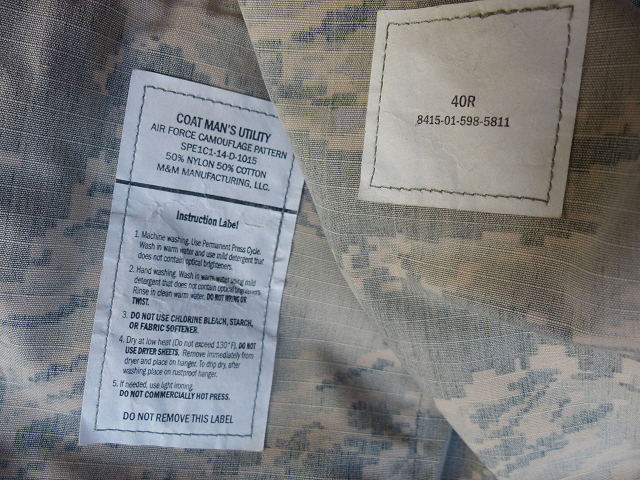 COAT MAN'S UTILITY
AIR FORCE CAMOUFLAGE PATTERN
SPE1C1-14-D-1015
50% NYLON 50% COTTON
M&M MANUFACTURING, LLC.
Instruction Label
1. Machine washing. Use Permanent Press Cycle.
Wash in warm water and use mild detergent that
does not contain optical brighteners.
2. Hand washing. Wash in warm water using mild
detergent that does not contain optical brighteners.
Rinse in clean warm water. DO NOT WRING OR
TWIST.
3. DO NOT USE CHLORINE BLEACH, STARCH,
OR FABRIC SOFTENER.
4. Dry at low heat (Do not exceed 130°F). DO NOT
USE DRYER SHEETS. Remove immediately from
dryer and place on hanger. To drip dry, after
washing place on rustproof hanger.
5. If needed, use light ironing.
DO NOT COMMERCIALLY HOT PRESS.
DO NOT REMOVE THIS LABEL
40R
8415-01-598-5811